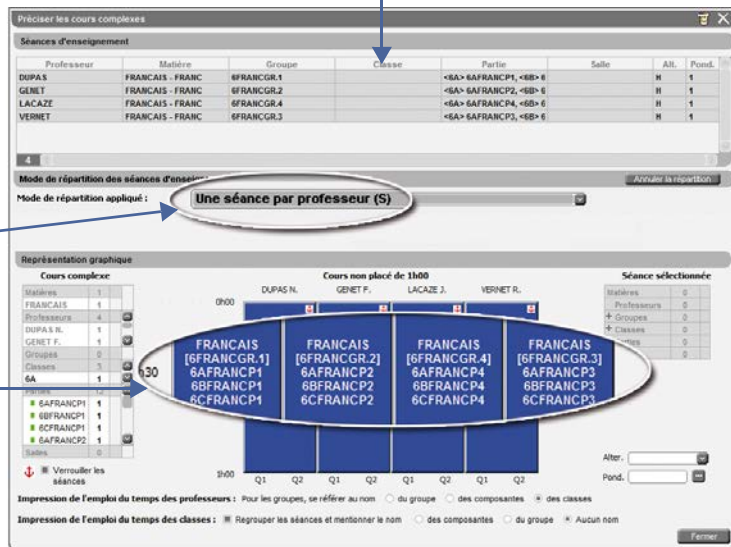 Préciser les cours complexes
Séances d'enseignement
Professeur Matière Groupe Classe Partie Salle Alt. Pond.
DUPAS FRANCAIS - FRANC 6FRANCGR.1 <6A> 6AFRANCP1, <6B> 6 H 1
GENET FRANCAIS - FRANC 6FRANCGR.2 <6A> 6AFRANCP2, <6B> 6 H 1
LACAZE FRANCAIS - FRANC 6FRANCGR.4 <6A> 6AFRANCP4, <6B> 6 H 1
VERNET FRANCAIS - FRANC 6FRANCGR.3 <6A> 6AFRANCP3, <6B> 6 H 1
4
Mode de répartition des séances d'enseign Annuler la répartition
Mode de répartition appliqué : Une séance par professeur (S)
Représentation graphique
Cours complexe Cours non placé de 1h00 Séance sélectionnée
DUPAS N. GENET F. LACAZE J. VERNET R.
Matières 1
FRANCAIS 1
Professeurs 4
DUPAS N. 1
GENET F. 1
Groupes 0
Classes 3
6A 1
Parties 12
6AFRANCP1 1
6BFRANCP1 1
6CFRANCP1 1
6AFRANCP2 1
Salles 0
Verrouiller les séances
0h00
h30
1h00
FRANCAIS FRANCAIS FRANCAIS FRANCAIS
[6FRANCGR.1] [6FRANCGR.2] [6FRANCGR.4] [6FRANCGR.3]
6AFRANCP1 6AFRANCP2 6AFRANCP4 6AFRANCP3
6BFRANCP1 6BFRANCP2 6BFRANCP4 6BFRANCP3
6CFRANCP1 6CFRANCP2 6CFRANCP4 6CFRANCP3
Q1 Q2 Q1 Q2 Q1 Q2 Q1 Q2
Matières 0
Professeurs 0
+ Groupes 0
+ Classes 0
0
0
Alter.
Pond.
Impression de l'emploi du temps des professeurs : Pour les groupes, se référer au nom du groupe des composantes des classes
Impression de l'emploi du temps des classes : Regrouper les séances et mentionner le nom des composantes du groupe Aucun nom
Fermer